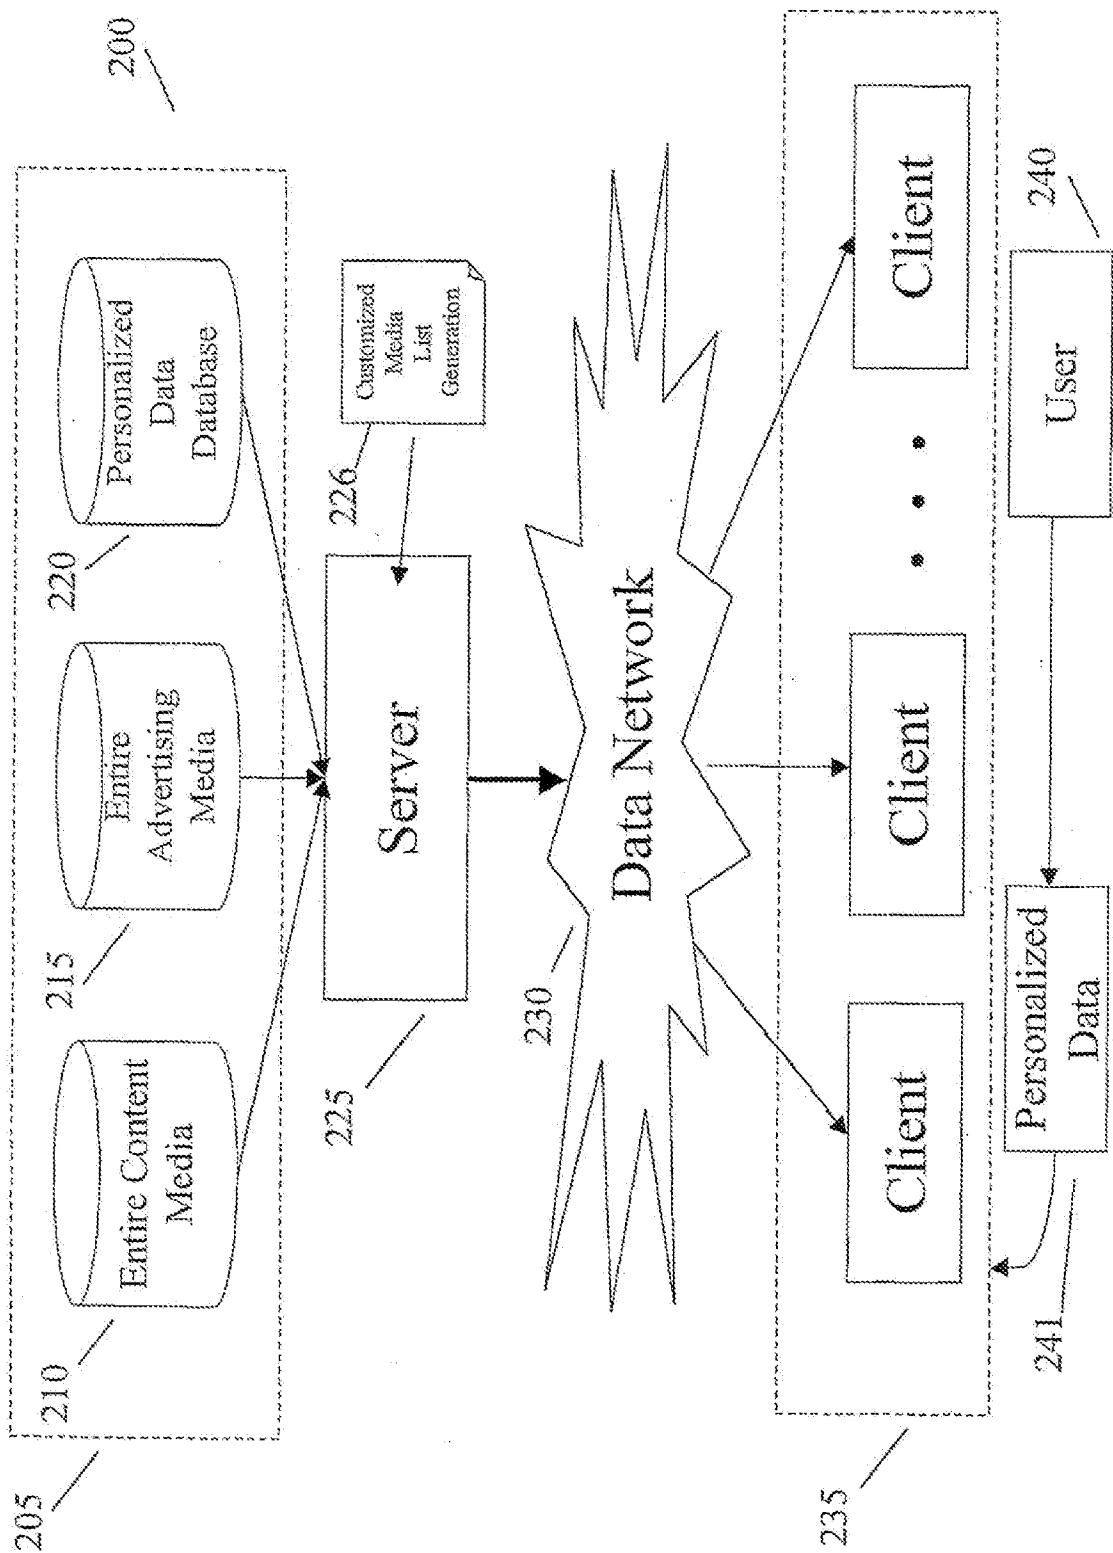 200
205
210
Entire Content
Media
215
Entire
Advertising
Media
220
Personalized
Data
Database
225
Server
226
Customized
Media
List
Generation
230
Data Network
235
Client
Client
Client
241
Personalized
Data
240
User